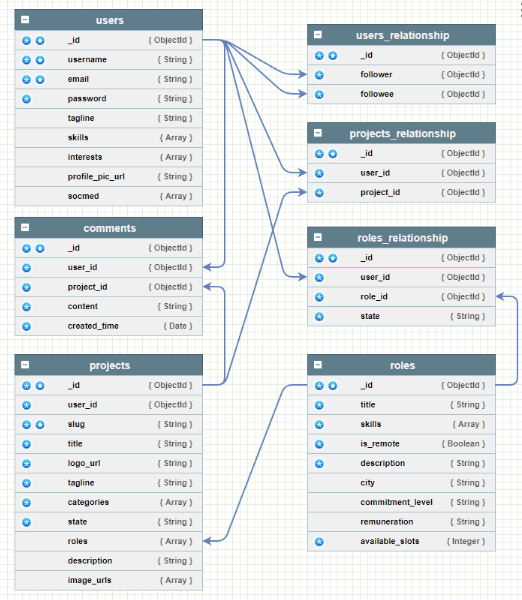 users
_id { ObjectId }
username { String }
email { String }
password { String }
tagline { String }
skills { Array }
interests { Array }
profile_pic_url { String }
socmed { Array }
comments
_id { ObjectId }
user_id { ObjectId }
project_id { ObjectId }
content { String }
created_time { Date }
projects
_id { ObjectId }
user_id { ObjectId }
slug { String }
title { String }
logo_url { String }
tagline { String }
categories { Array }
state { String }
roles { Array }
description { String }
image_urls { Array }
users_relationship
_id { ObjectId }
follower { ObjectId }
followee { ObjectId }
projects_relationship
_id { ObjectId }
user_id { ObjectId }
project_id { ObjectId }
roles_relationship
_id { ObjectId }
user_id { ObjectId }
role_id { ObjectId }
state { String }
roles
_id { ObjectId }
title { String }
skills { Array }
is_remote { Boolean }
description { String }
city { String }
commitment_level { String }
remuneration { String }
available_slots { Integer }